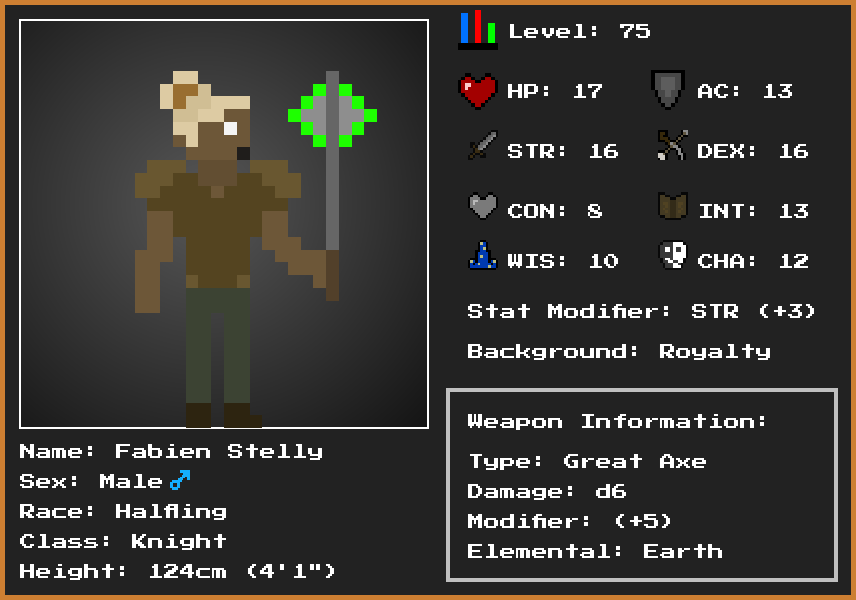 Level: 75
HP: 17
AC: 13
STR: 16
DEX: 16
CON: 8
INT: 13
WIS: 10
CHA: 12
Stat Modifier: STR (+3)
Background: Royalty
Weapon Information:
Type: Great Axe
Damage: d6
Modifier: (+5)
Elemental: Earth
Name: Fabien Stelly
Sex: Male ♂
Race: Halfling
Class: Knight
Height: 124cm (4'1")